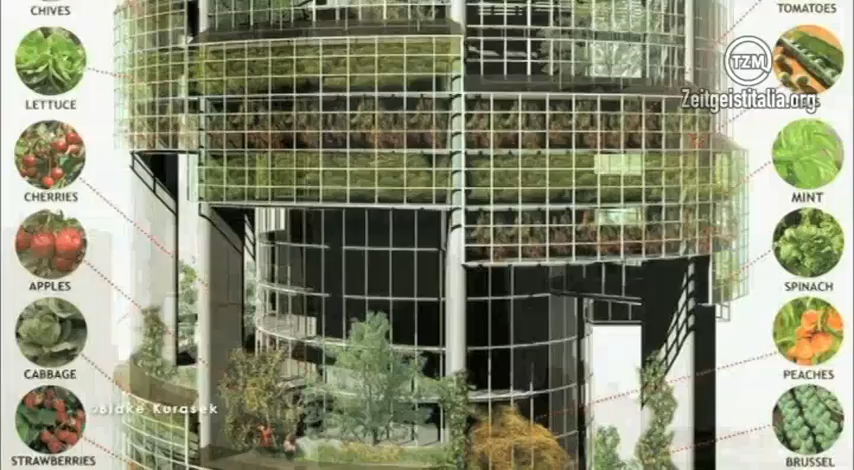 CHIVES
LETTUCE
CHERRIES
APPLES
CABBAGE
STRAWBERRIES
©Blake Kurasek
TOMATOES
TZM
Zeitgeistitalia.org
MINT
SPINACH
PEACHES
BRUSSEL